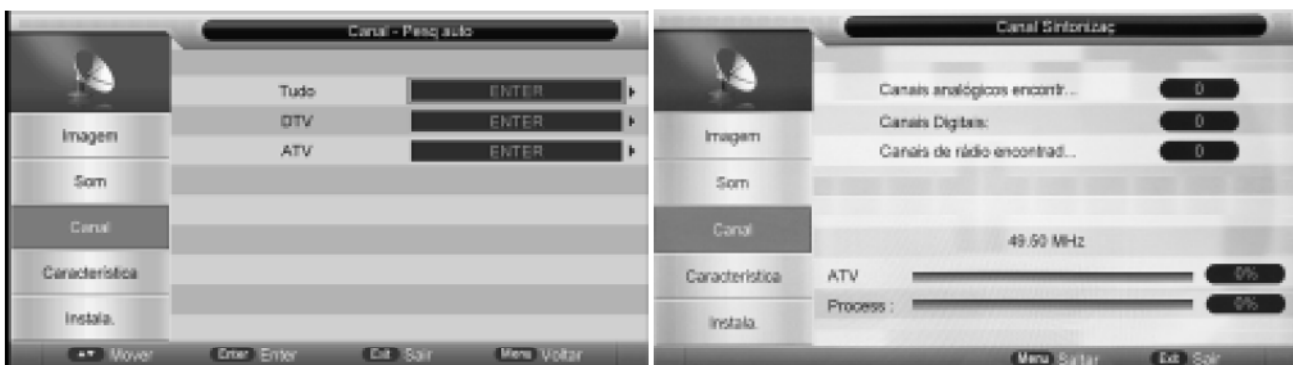 Canal - Pesq auto
Tudo ENTER
DTV ENTER
ATV ENTER
Imagem
Som
Canal
Característica
Instala.
Mover Enter Enter Exit Sair Menu Voltar
Canal Sintonizaç
Canais analógicos encontr... 0
Canais Digitais: 0
Canais de rádio encontrad... 0
Imagem
Som
Canal
Característica
Instala.
49.50 MHz
ATV 0%
Process : 0%
Menu Saltar Exit Sair